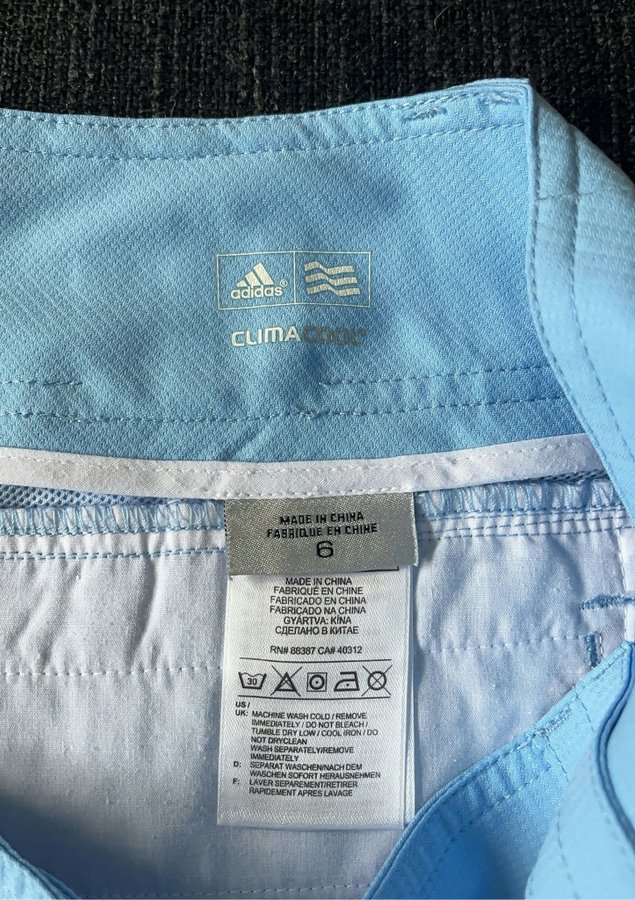 adidas®
CLIMACOOL®
MADE IN CHINA
FABRIQUE EN CHINE
6
MADE IN CHINA
FABRIQUÉ EN CHINE
FABRICADO EN CHINA
FABRICADO NA CHINA
GYÁRTVA: KÍNA
СДЕЛАНО В КИТАЕ
RN# 88387 CA# 40312
30
US /
UK: MACHINE WASH COLD / REMOVE
IMMEDIATELY / DO NOT BLEACH /
TUMBLE DRY LOW / COOL IRON / DO
NOT DRYCLEAN
WASH SEPARATELY/REMOVE
IMMEDIATELY
D: SEPARAT WASCHEN/NACH DEM
WASCHEN SOFORT HERAUSNEHMEN
F: LAVER SEPAREMENT/RETIRER
RAPIDEMENT APRES LAVAGE